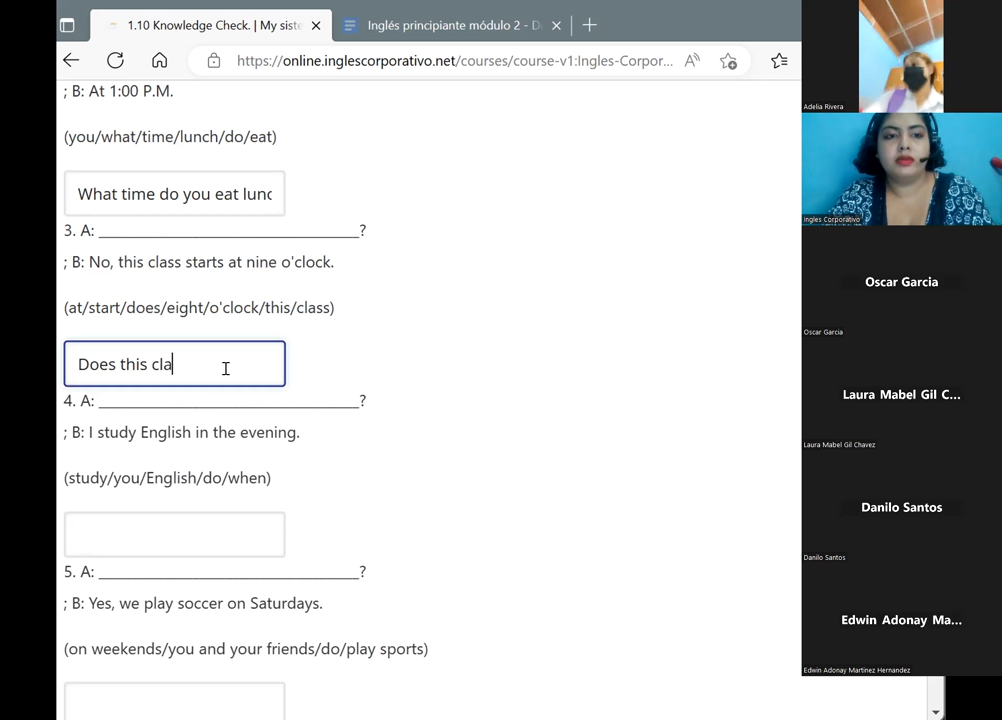 1.10 Knowledge Check. | My siste
Inglés principiante módulo 2 - D
https://online.inglescorporativo.net/courses/course-v1:Ingles-Corpor...
; B: At 1:00 P.M.
(you/what/time/lunch/do/eat)
What time do you eat lunc
3. A: ______________________________?
; B: No, this class starts at nine o'clock.
(at/start/does/eight/o'clock/this/class)
Does this cla
4. A: ______________________________?
; B: I study English in the evening.
(study/you/English/do/when)
5. A: ______________________________?
; B: Yes, we play soccer on Saturdays.
(on weekends/you and your friends/do/play sports)
Adelia Rivera
Ingles Corporativo
Oscar Garcia
Oscar Garcia
Laura Mabel Gil C...
Laura Mabel Gil Chavez
Danilo Santos
Danilo Santos
Edwin Adonay Ma...
Edwin Adonay Martinez Hernandez